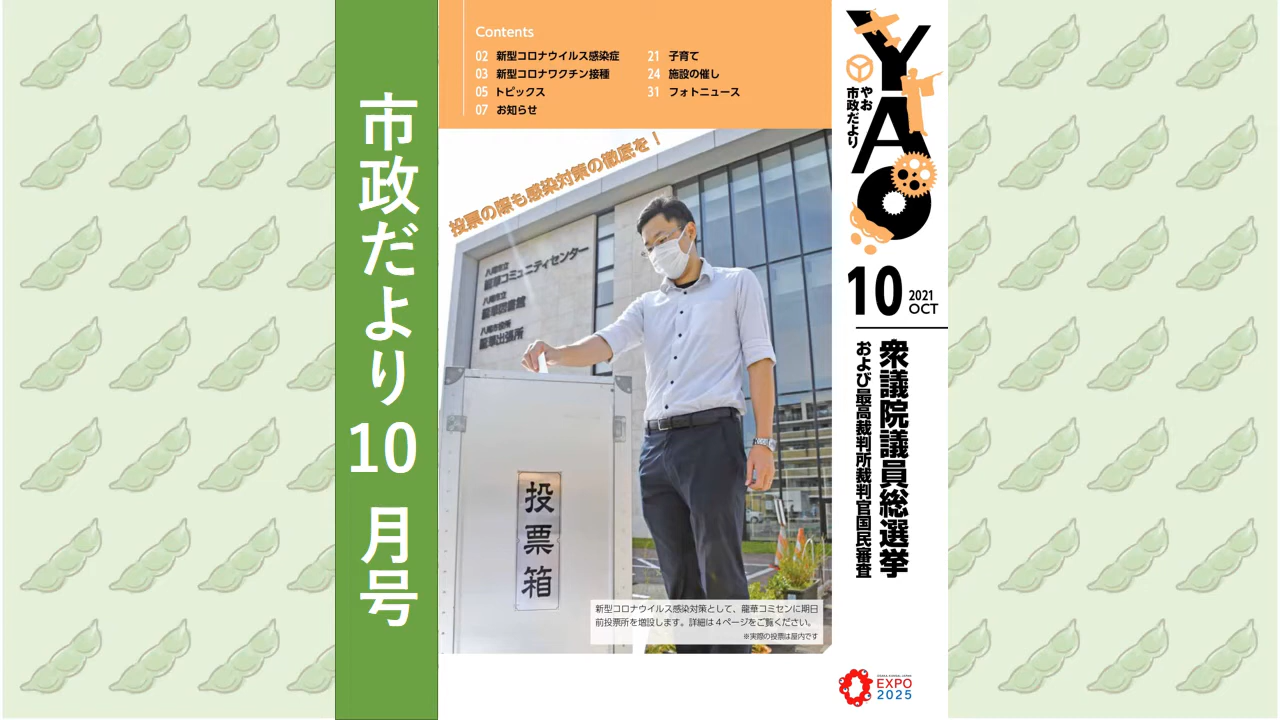 市政だより10月号
Contents
02 新型コロナウイルス感染症
03 新型コロナワクチン接種
05 トピックス
07 お知らせ
21 子育て
24 施設の催し
31 フォトニュース
投票の際も感染対策の徹底を！
八尾市立
龍華コミュニティセンター
八尾市立
龍華図書館
八尾市役所
龍華出張所
投票箱
新型コロナウイルス感染対策として、龍華コミセンに期日
前投票所を増設します。詳細は４ページをご覧ください。
※実際の投票は屋内です
YAO
やお
市政だより
10 2021
OCT
衆議院議員総選挙
および最高裁判所裁判官国民審査
OSAKA, KANSAI, JAPAN
EXPO
2025